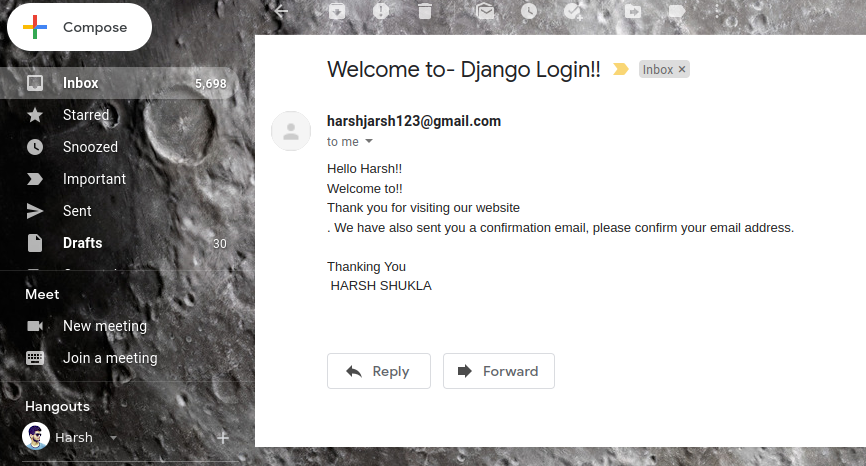 Compose
Inbox 5,698
Starred
Snoozed
Important
Sent
Drafts 30
Meet
New meeting
Join a meeting
Hangouts
Harsh
Welcome to- Django Login!! Inbox ×
harshjarsh123@gmail.com
to me
Hello Harsh!!
Welcome to!!
Thank you for visiting our website
. We have also sent you a confirmation email, please confirm your email address.
Thanking You
HARSH SHUKLA
Reply Forward